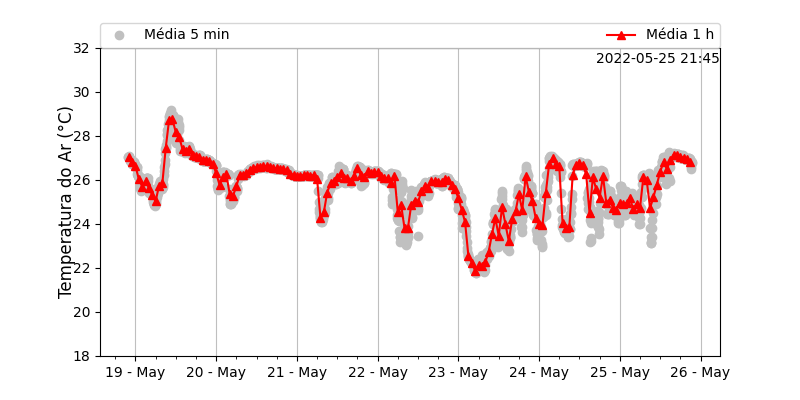 Média 5 min
Média 1 h
2022-05-25 21:45
Temperatura do Ar (°C)
32
30
28
26
24
22
20
18
19 - May
20 - May
21 - May
22 - May
23 - May
24 - May
25 - May
26 - May